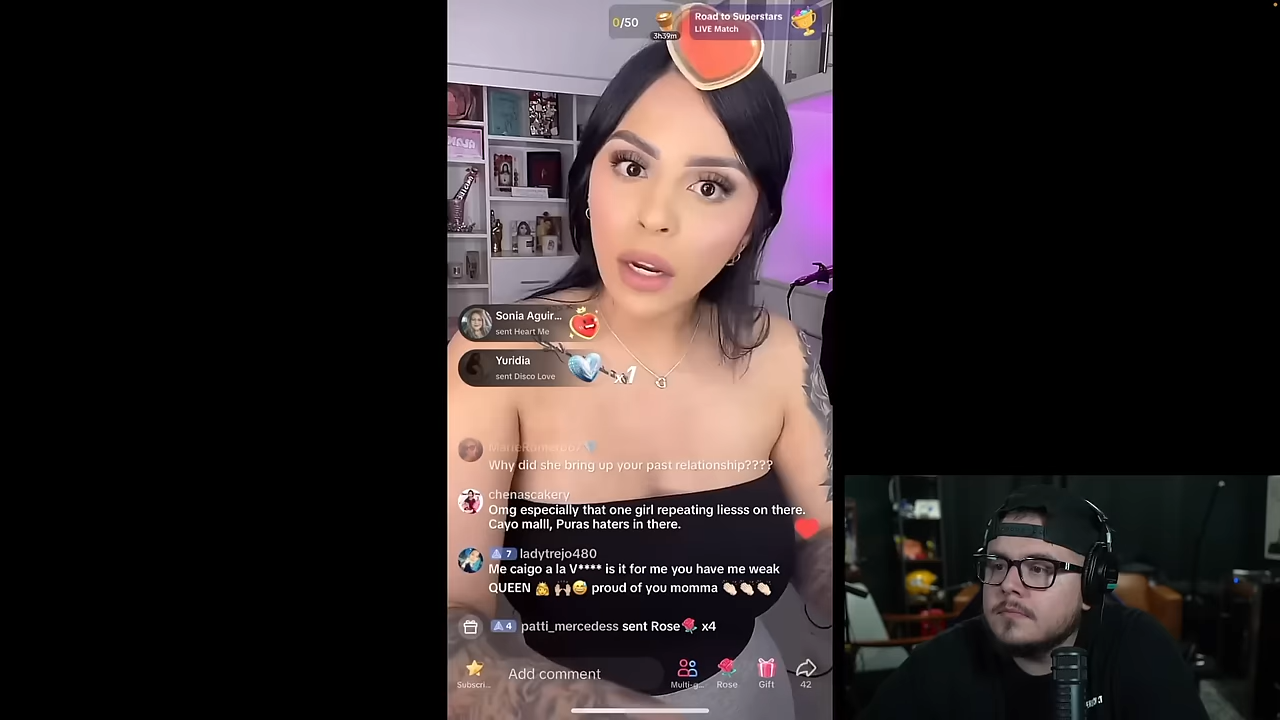 0/50
3h39m
Road to Superstars
LIVE Match
Sonia Aguir...
sent Heart Me
Yuridia
sent Disco Love
x1
Why did she bring up your past relationship????
chenascakery
Omg especially that one girl repeating liesss on there.
Cayo malll, Puras haters in there.
7 ladytrejo480
Me caigo a la V**** is it for me you have me weak
QUEEN 👸 🙌🏻😅 proud of you momma 👏🏻👏🏻👏🏻
4 patti_mercedess sent Rose🌹 x4
Subscri...
Add comment
Multi-g...
Rose
Gift
42